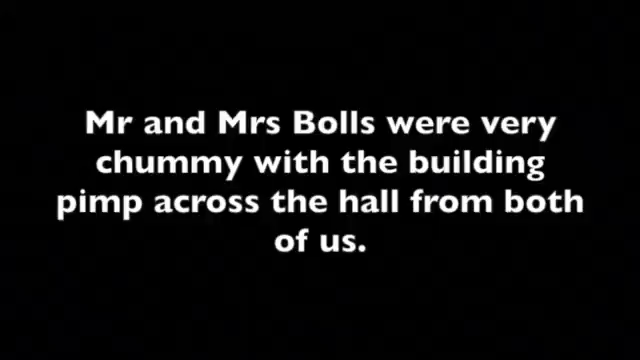 Mr and Mrs Bolls were very
chummy with the building
pimp across the hall from both
of us.